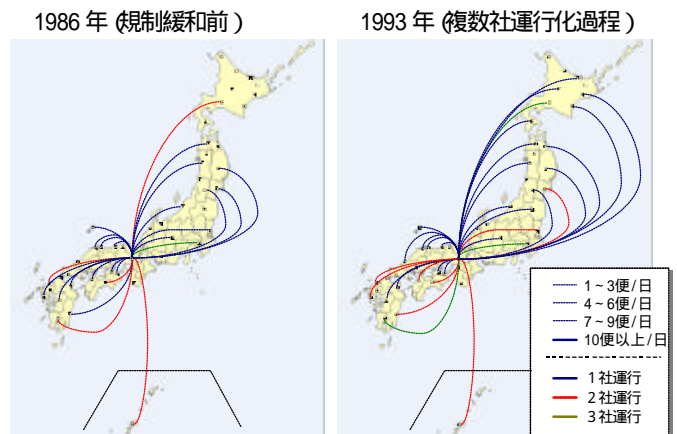 1986 年 (規制緩和前 )
1993 年 (複数社運行化過程 )
1~3便/日
4~6便/日
7~9便/日
10便以上/日
1社運行
2社運行
3社運行